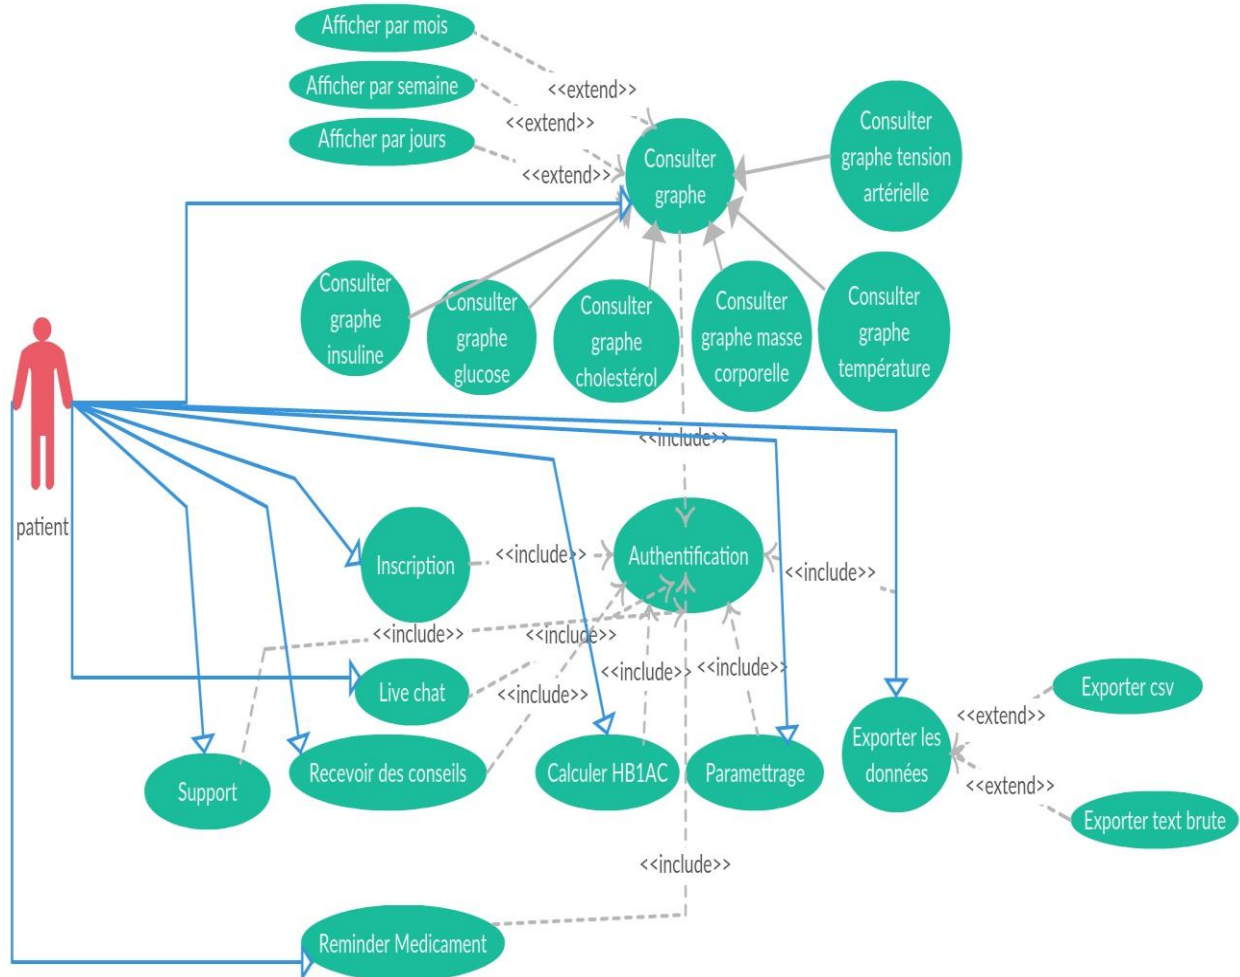 Afficher par mois
Afficher par semaine
Afficher par jours
<<extend>>
<<extend>>
<<extend>>
Consulter
graphe
Consulter
graphe tension
artérielle
Consulter
graphe
insuline
Consulter
graphe
glucose
Consulter
graphe
cholestérol
Consulter
graphe masse
corporelle
Consulter
graphe
température
patient
<<include>>
Inscription
<<include>>
Authentification
<<include>>
<<include>>
<<include>>
<<include>>
<<include>>
<<include>>
Live chat
Support
Recevoir des conseils
Calculer HB1AC
Paramettrage
Exporter les
données
<<extend>>
Exporter csv
<<extend>>
Exporter text brute
<<include>>
Reminder Medicament